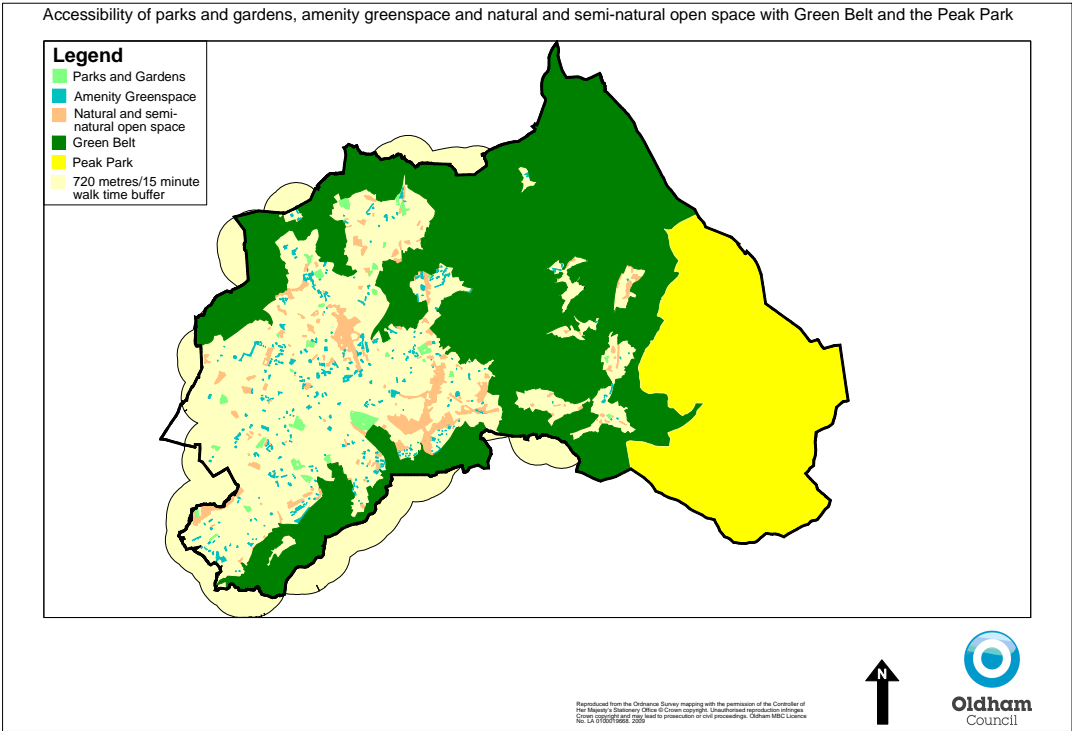 Accessibility of parks and gardens, amenity greenspace and natural and semi-natural open space with Green Belt and the Peak Park
Legend
Parks and Gardens
Amenity Greenspace
Natural and semi-
natural open space
Green Belt
Peak Park
720 metres/15 minute
walk time buffer
N
Oldham
Council
Reproduced from the Ordnance Survey mapping with the permission of the Controller of
Her Majesty's Stationery Office © Crown copyright. Unauthorised reproduction infringes
Crown copyright and may lead to prosecution or civil proceedings. Oldham MBC Licence
No. LA 0100019668. 2009